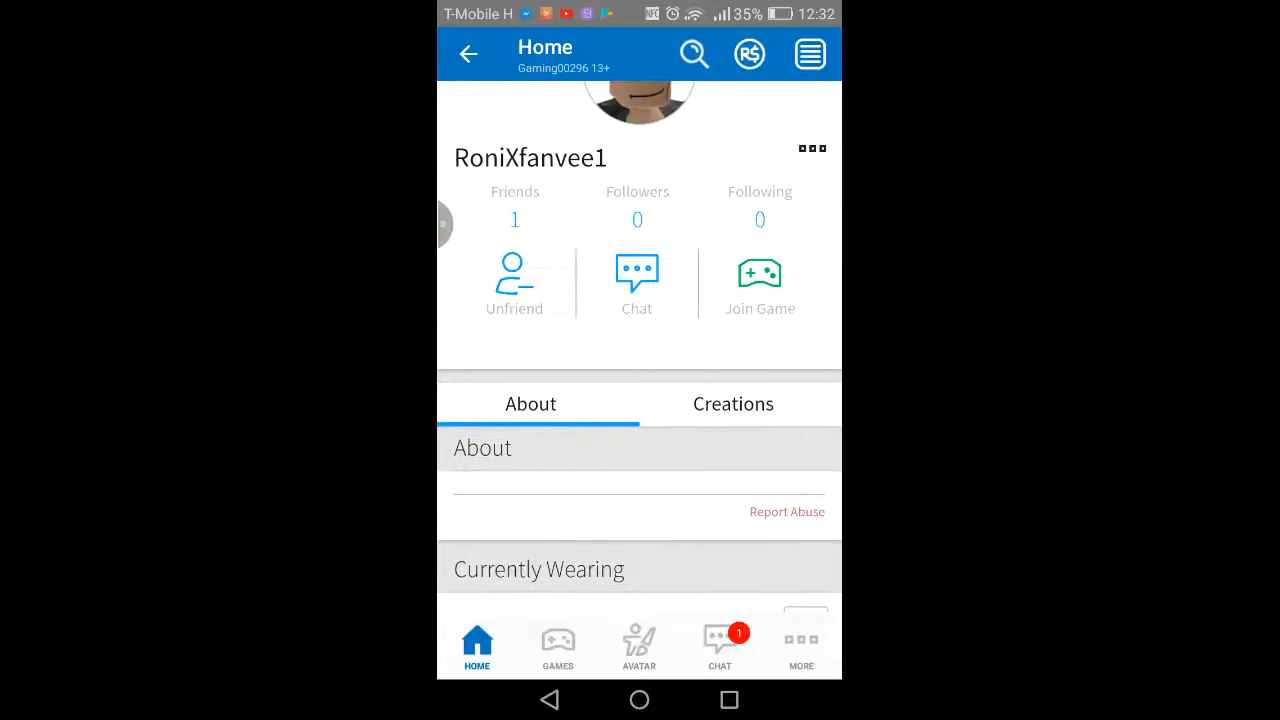 T-Mobile H NFC 35% 12:32
Home
Gaming00296 13+
R$
RoniXfanvee1
Friends Followers Following
1 0 0
Unfriend Chat Join Game
About Creations
About
Report Abuse
Currently Wearing
1
HOME GAMES AVATAR CHAT MORE